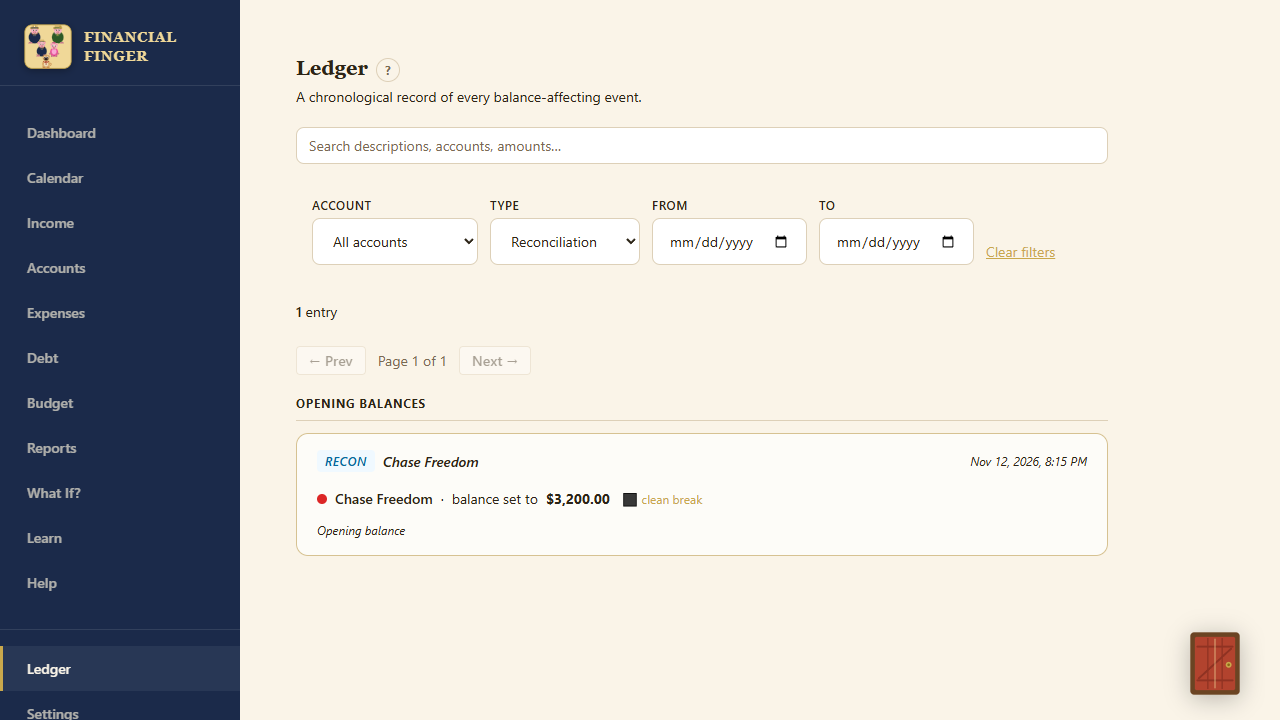 FINANCIAL
FINGER
Dashboard
Calendar
Income
Accounts
Expenses
Debt
Budget
Reports
What If?
Learn
Help
Ledger
Settings
Ledger ?
A chronological record of every balance-affecting event.
Search descriptions, accounts, amounts...
ACCOUNT TYPE FROM TO
All accounts Reconciliation mm/dd/yyyy mm/dd/yyyy Clear filters
1 entry
← Prev Page 1 of 1 Next →
OPENING BALANCES
RECON Chase Freedom Nov 12, 2026, 8:15 PM
Chase Freedom · balance set to $3,200.00 clean break
Opening balance